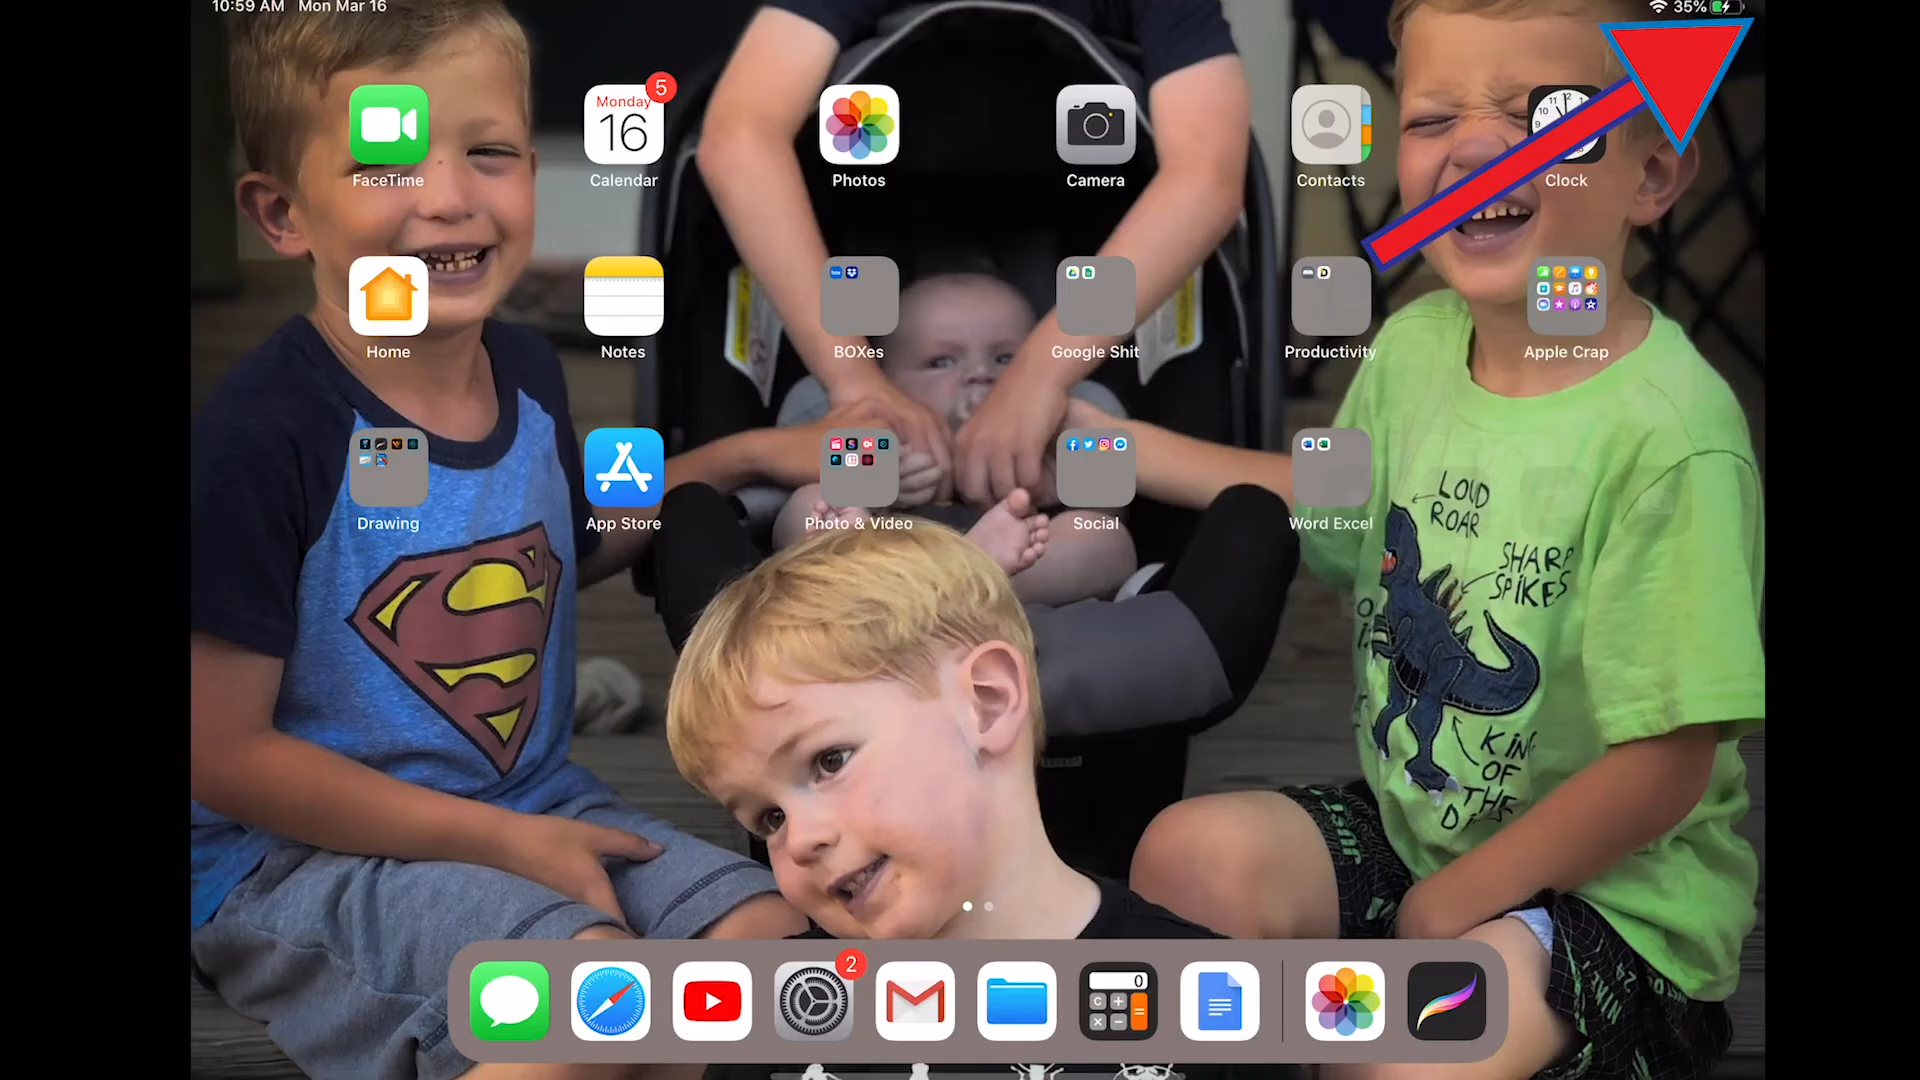 10:59 AM Mon Mar 16
35%
5
Monday
16
FaceTime
Calendar
Photos
Camera
Contacts
Clock
Home
Notes
BOXes
Google Shit
Productivity
Apple Crap
Drawing
App Store
Photo & Video
Social
Word Excel
LOUD
ROAR
SHARP
SPIKES
KING
OF
THE
2
0